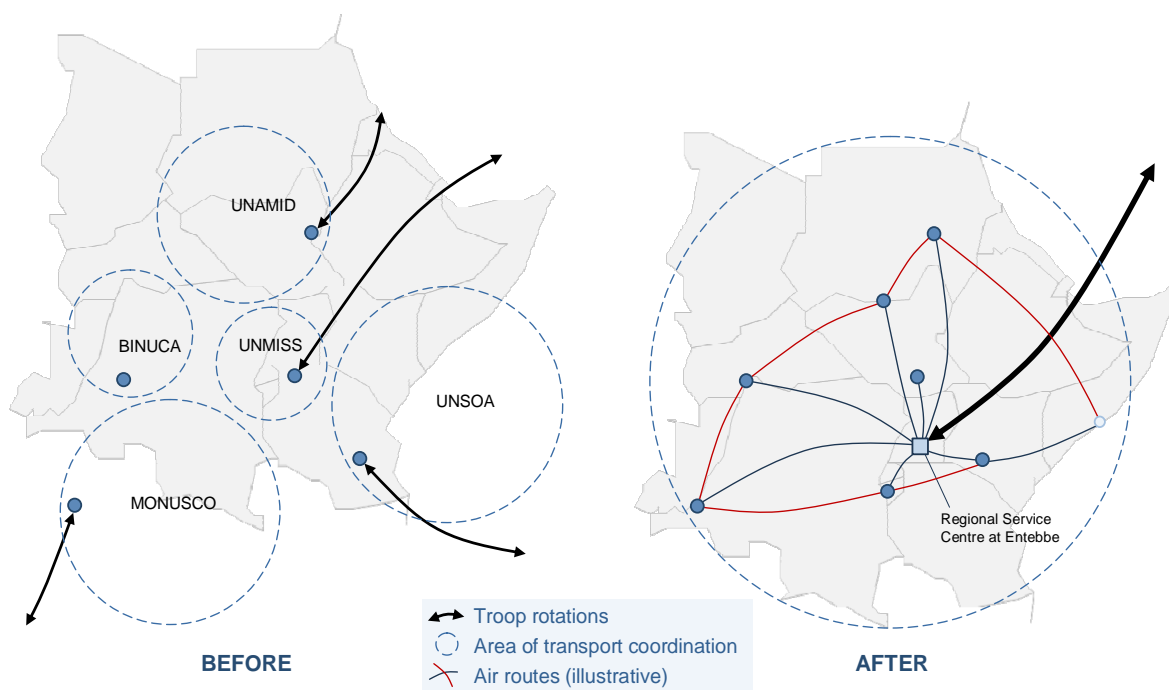 UNAMID
BINUCA
UNMISS
UNSOA
MONUSCO
Regional Service
Centre at Entebbe
Troop rotations
Area of transport coordination
Air routes (illustrative)
BEFORE
AFTER